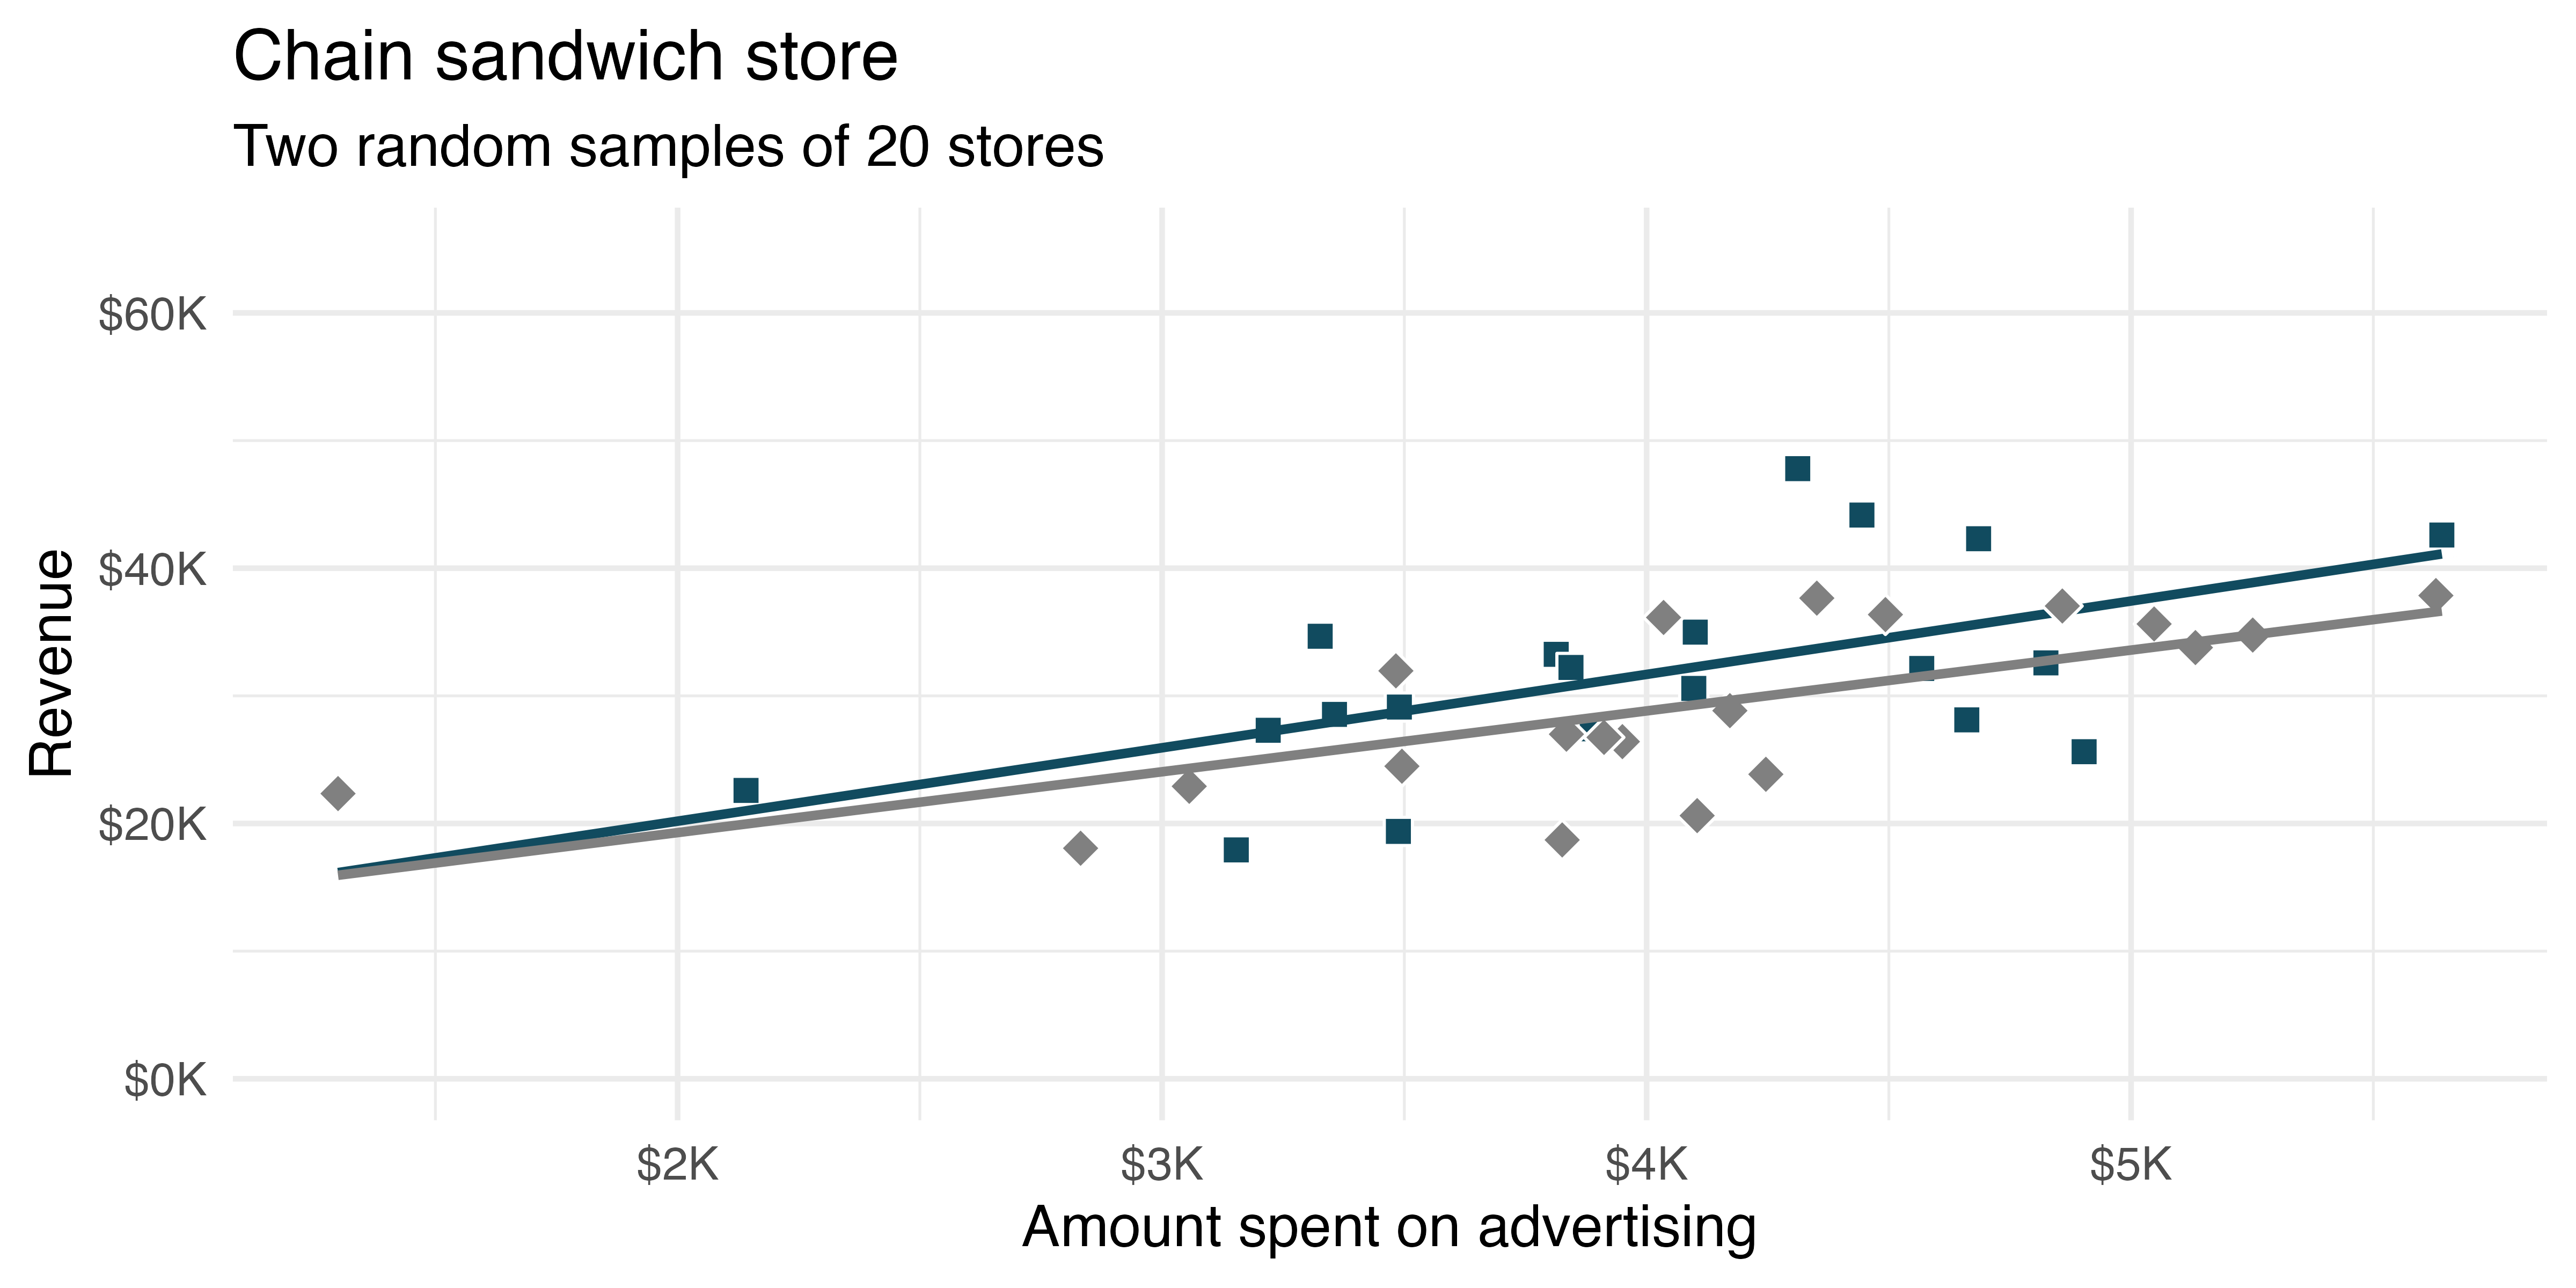 Chain sandwich store
Two random samples of 20 stores
Revenue
$60K
$40K
$20K
$0K
$2K $3K $4K $5K
Amount spent on advertising